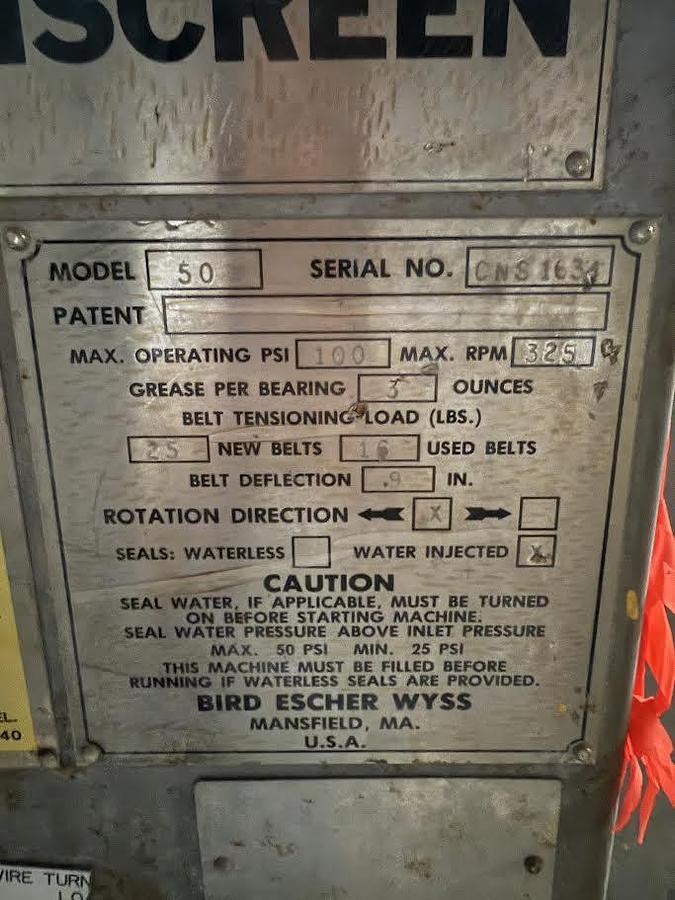 SCREEN
MODEL 50 SERIAL NO.
PATENT
MAX. OPERATING PSI 100 MAX. RPM 325
GREASE PER BEARING 3 OUNCES
BELT TENSIONING LOAD (LBS.)
25 NEW BELTS 16 USED BELTS
BELT DEFLECTION .9 IN.
ROTATION DIRECTION X
SEALS: WATERLESS WATER INJECTED X
CAUTION
SEAL WATER, IF APPLICABLE, MUST BE TURNED
ON BEFORE STARTING MACHINE.
SEAL WATER PRESSURE ABOVE INLET PRESSURE
MAX. 50 PSI MIN. 25 PSI
THIS MACHINE MUST BE FILLED BEFORE
RUNNING IF WATERLESS SEALS ARE PROVIDED.
BIRD ESCHER WYSS
MANSFIELD, MA.
U.S.A.
EL.
40
WIRE TURN